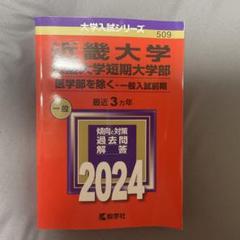 大学入試シリーズ
509
近畿大学
近畿大学短期大学部
医学部を除く-一般入試前期
最近3カ年
一般
傾向と対策
過去問
解答
2024
教学社